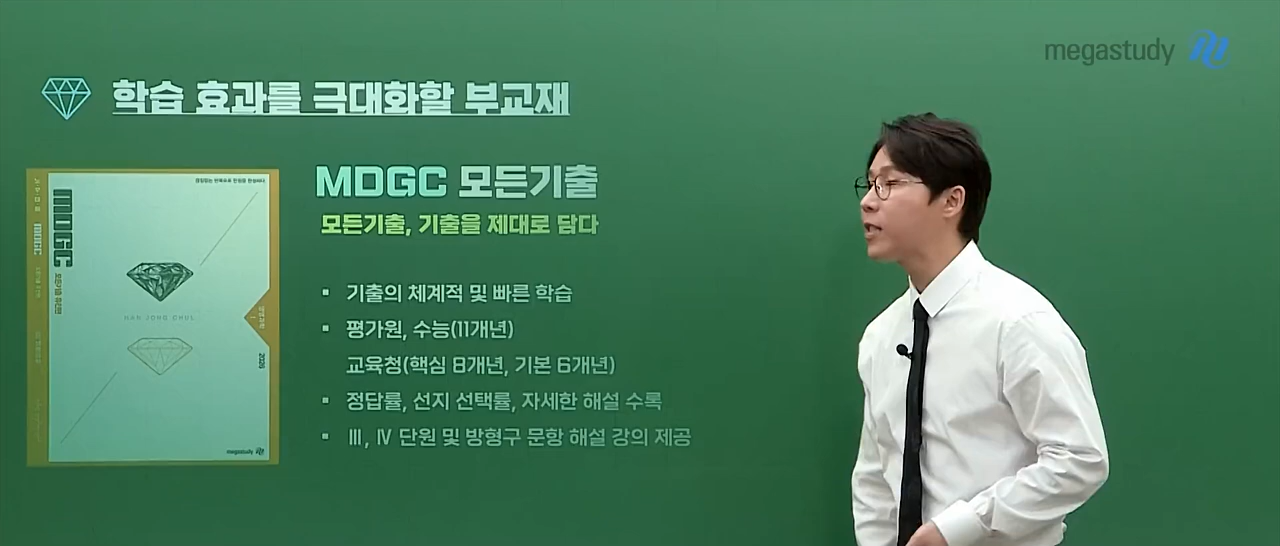 megastudy
학습 효과를 극대화할 부교재
MDGC 모든기출
모든기출, 기출을 제대로 담다
▪ 기출의 체계적 및 빠른 학습
▪ 평가원, 수능(11개년)
교육청(핵심 8개년, 기본 6개년)
▪ 정답률, 선지 선택률, 자세한 해설 수록
▪ Ⅲ, Ⅳ 단원 및 방형구 문항 해설 강의 제공
MDGC
MDGC
HAN JONG CHUL
2026
megastudy